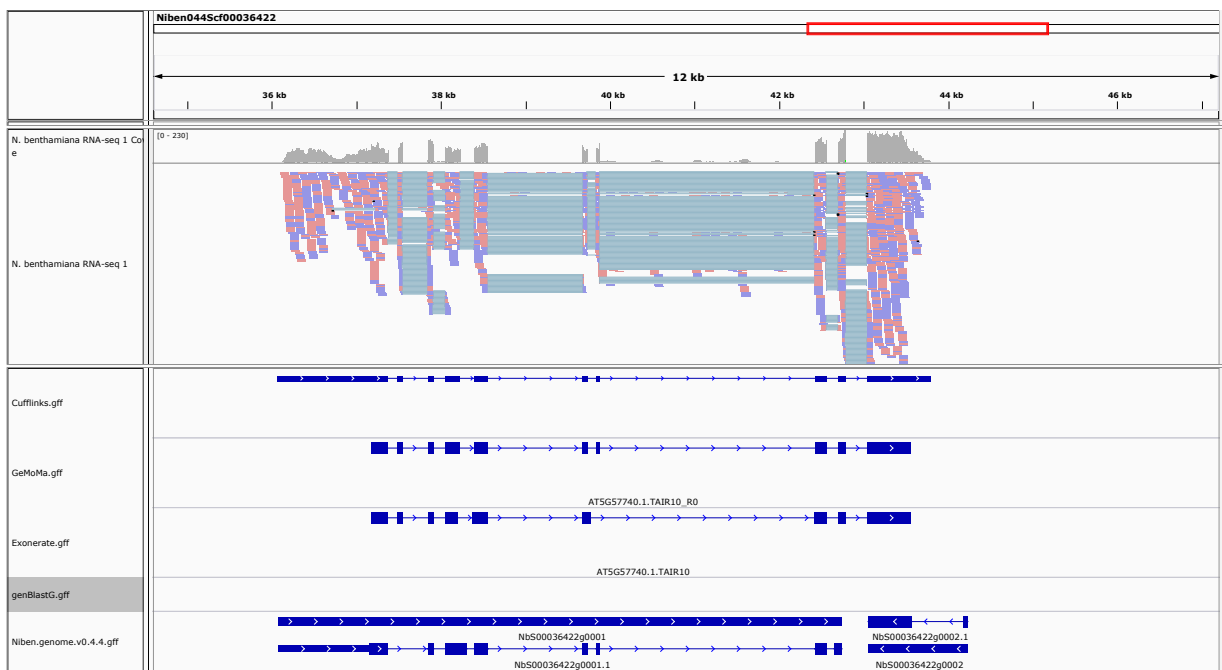 Niben044Scf00036422
12 kb
36 kb
38 kb
40 kb
42 kb
44 kb
46 kb
N. benthamiana RNA-seq 1 Co
e
[0 - 230]
N. benthamiana RNA-seq 1
Cufflinks.gff
GeMoMa.gff
AT5G57740.1.TAIR10_R0
Exonerate.gff
AT5G57740.1.TAIR10
genBlastG.gff
Niben.genome.v0.4.4.gff
NbS00036422g0001
NbS00036422g0002.1
NbS00036422g0001.1
NbS00036422g0002